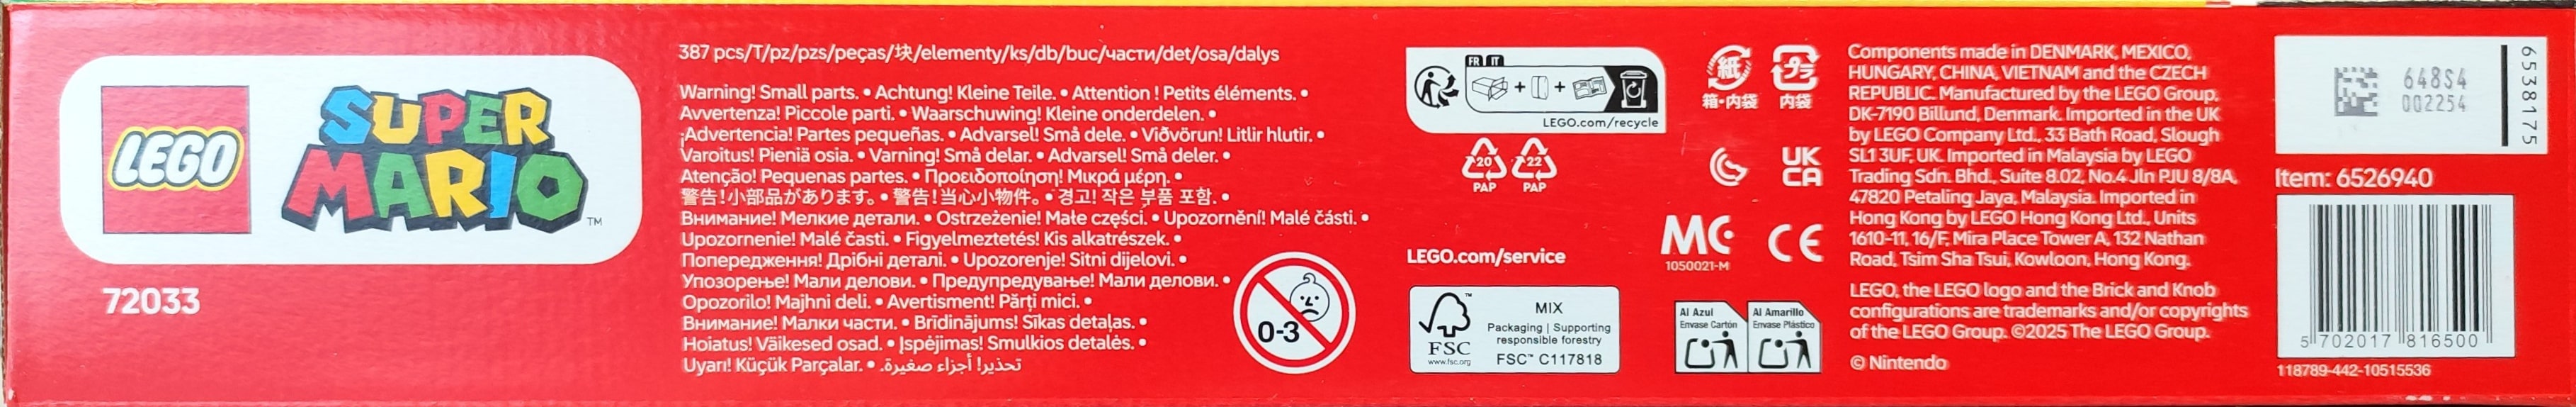 LEGO
SUPER
MARIO
TM
72033
387 pcs/T/pz/pzs/peças/块/elementy/ks/db/buc/части/det/osa/dalys
Warning! Small parts. • Achtung! Kleine Teile. • Attention ! Petits éléments. •
Avvertenza! Piccole parti. • Waarschuwing! Kleine onderdelen. •
¡Advertencia! Partes pequeñas. • Advarsel! Små dele. • Viðvörun! Litlir hlutir. •
Varoitus! Pieniä osia. • Varning! Små delar. • Advarsel! Små deler. •
Atenção! Pequenas partes. • Προειδοποίηση! Μικρά μέρη. •
警告!小部品があります。 • 警告!当心小物件。 • 경고! 작은 부품 포함. •
Внимание! Мелкие детали. • Ostrzeżenie! Małe części. • Upozornění! Malé části. •
Upozornenie! Malé časti. • Figyelmeztetés! Kis alkatrészek. •
Попередження! Дрібні деталі. • Upozorenje! Sitni dijelovi. •
Упозорење! Мали делови. • Предупредување! Мали делови. •
Opozorilo! Majhni deli. • Avertisment! Părți mici. •
Внимание! Малки части. • Brīdinājums! Sīkas detaļas. •
Hoiatus! Väikesed osad. • Įspėjimas! Smulkios detalės. •
Uyarı! Küçük Parçalar. • تحذير! أجزاء صغيرة.
0-3
FR IT
LEGO.com/recycle
20 PAP
22 PAP
LEGO.com/service
FSC
www.fsc.org
MIX
Packaging | Supporting
responsible forestry
FSC™ C117818
紙
箱・内袋
プラ
内袋
UK
CA
MC
1050021-M
CE
Al Azul
Envase Cartón
Al Amarillo
Envase Plástico
Components made in DENMARK, MEXICO,
HUNGARY, CHINA, VIETNAM and the CZECH
REPUBLIC. Manufactured by the LEGO Group,
DK-7190 Billund, Denmark. Imported in the UK
by LEGO Company Ltd., 33 Bath Road, Slough
SL1 3UF, UK. Imported in Malaysia by LEGO
Trading Sdn. Bhd., Suite 8.02, No.4 Jln PJU 8/8A,
47820 Petaling Jaya, Malaysia. Imported in
Hong Kong by LEGO Hong Kong Ltd., Units
1610-11, 16/F, Mira Place Tower A, 132 Nathan
Road, Tsim Sha Tsui, Kowloon, Hong Kong.
LEGO, the LEGO logo and the Brick and Knob
configurations are trademarks and/or copyrights
of the LEGO Group. ©2025 The LEGO Group.
© Nintendo
648S4
002254
6538175
Item: 6526940
5 702017 816500
118789-442-10515536